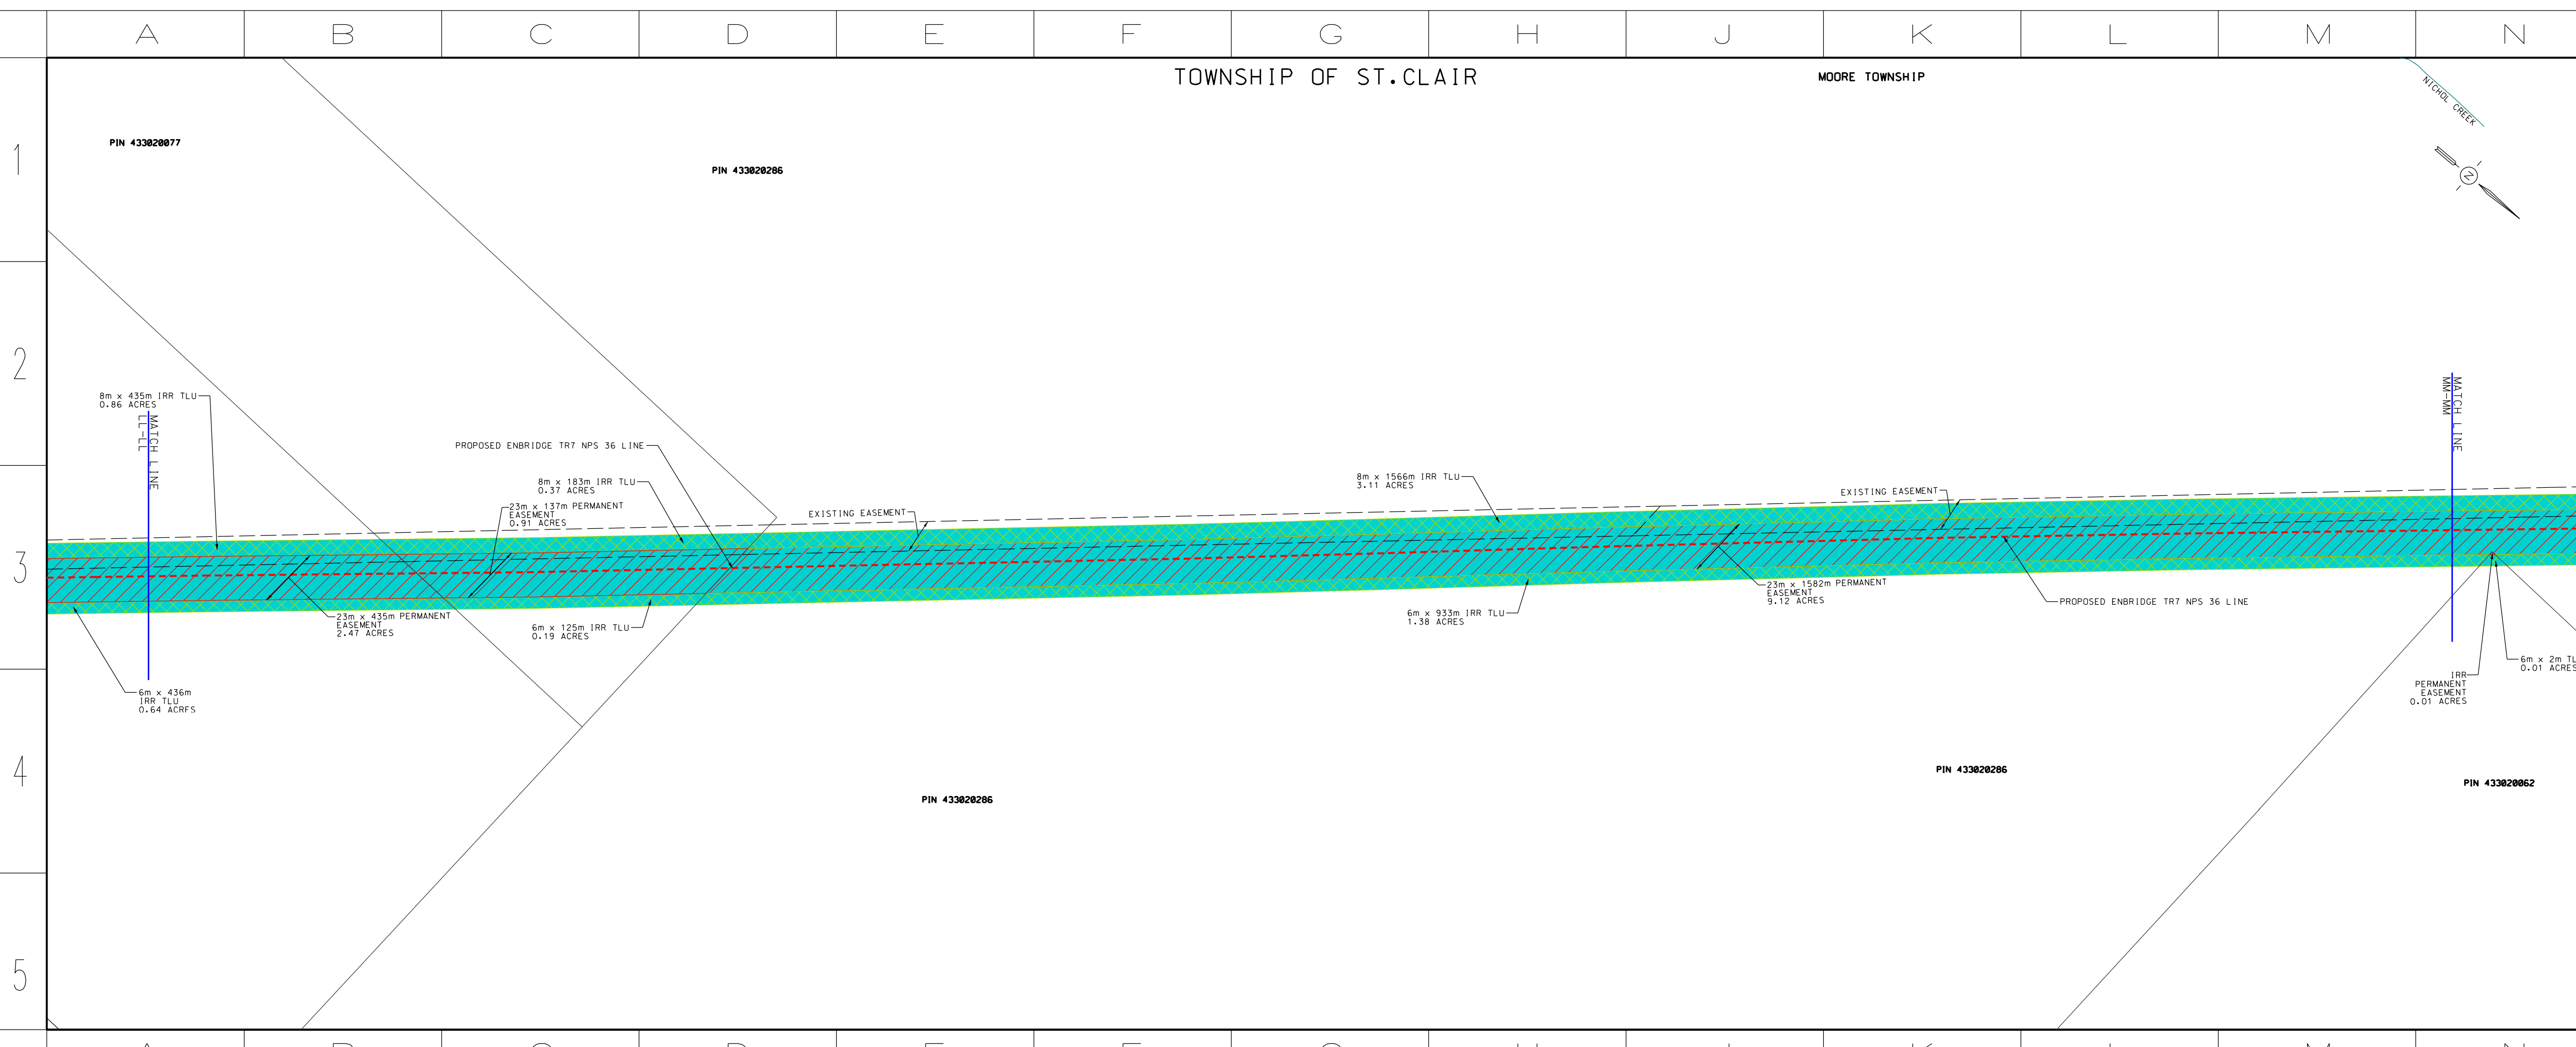 A B C D E F G H J K L M N
TOWNSHIP OF ST.CLAIR
MOORE TOWNSHIP
NICHOL CREEK
1
PIN 433020077
PIN 433020286
N
2
8m x 435m IRR TLU
0.86 ACRES
MATCH LINE
LL-LL
MATCH LINE
MM-MM
PROPOSED ENBRIDGE TR7 NPS 36 LINE
8m x 183m IRR TLU
0.37 ACRES
23m x 137m PERMANENT
EASEMENT
0.91 ACRES
EXISTING EASEMENT
8m x 1566m IRR TLU
3.11 ACRES
EXISTING EASEMENT
3
23m x 435m PERMANENT
EASEMENT
2.47 ACRES
6m x 125m IRR TLU
0.19 ACRES
6m x 933m IRR TLU
1.38 ACRES
23m x 1582m PERMANENT
EASEMENT
9.12 ACRES
PROPOSED ENBRIDGE TR7 NPS 36 LINE
6m x 436m
IRR TLU
0.64 ACRES
IRR
PERMANENT
EASEMENT
0.01 ACRES
6m x 2m TL
0.01 ACRES
4
PIN 433020286
PIN 433020286
PIN 433020062
5